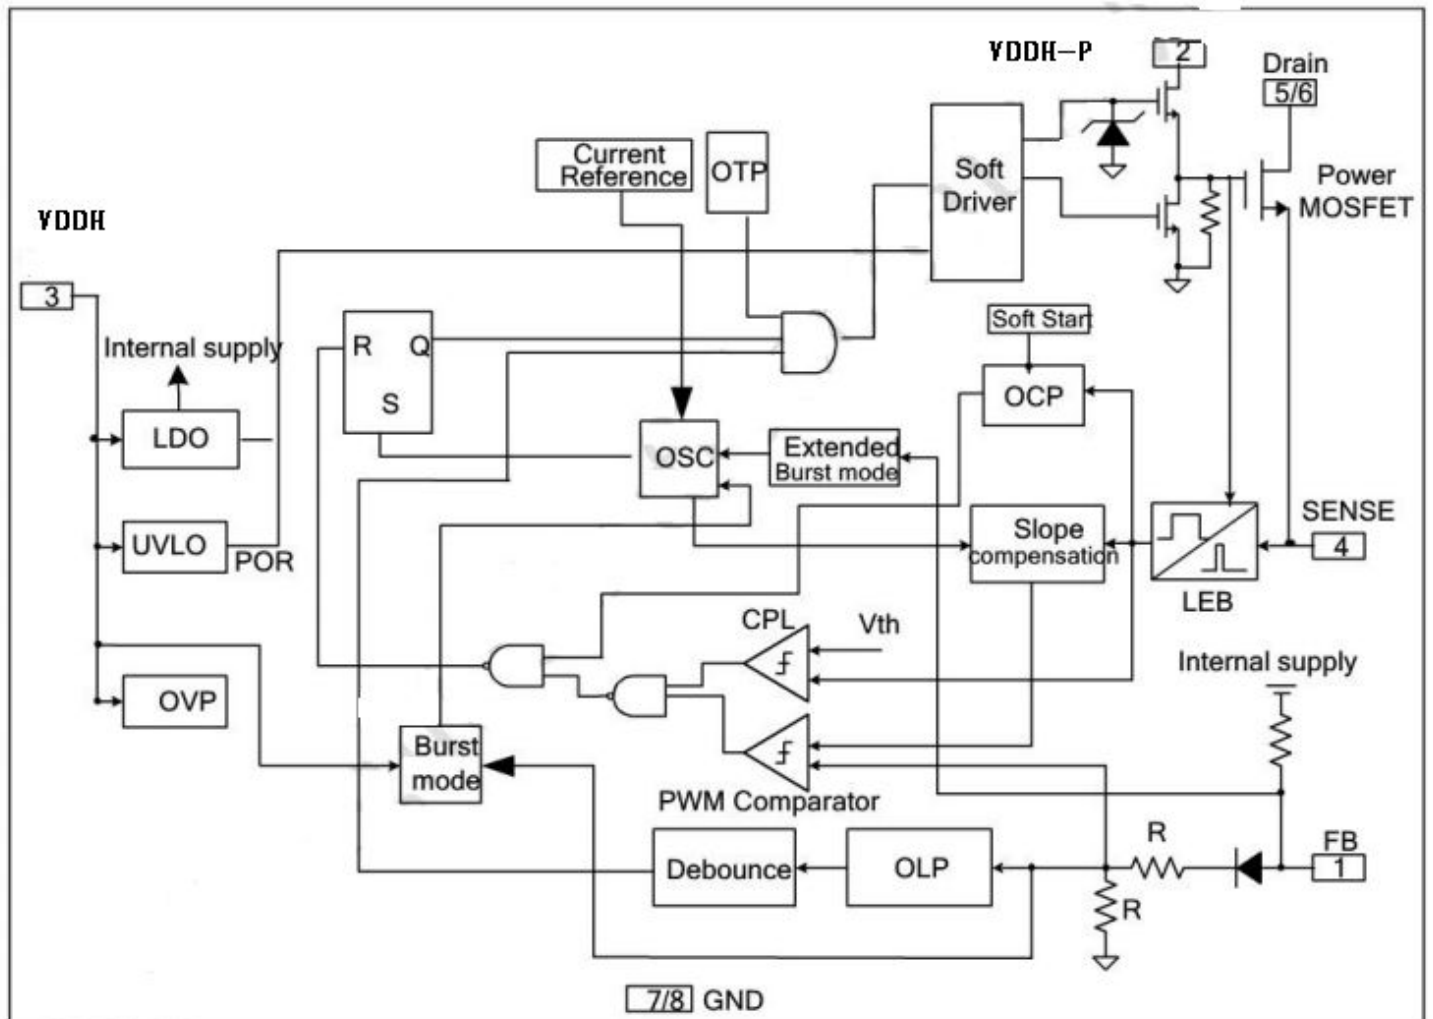 VDDH-P
2
Drain
5/6
Current
Reference
OTP
Soft
Driver
Power
MOSFET
VDDH
3
Internal supply
R Q
S
Soft Start
OCP
LDO
OSC
Extended
Burst mode
UVLO
POR
Slope
compensation
SENSE
4
LEB
CPL
Vth
Internal supply
OVP
Burst
mode
PWM Comparator
R
FB
1
Debounce
OLP
R
7/8 GND